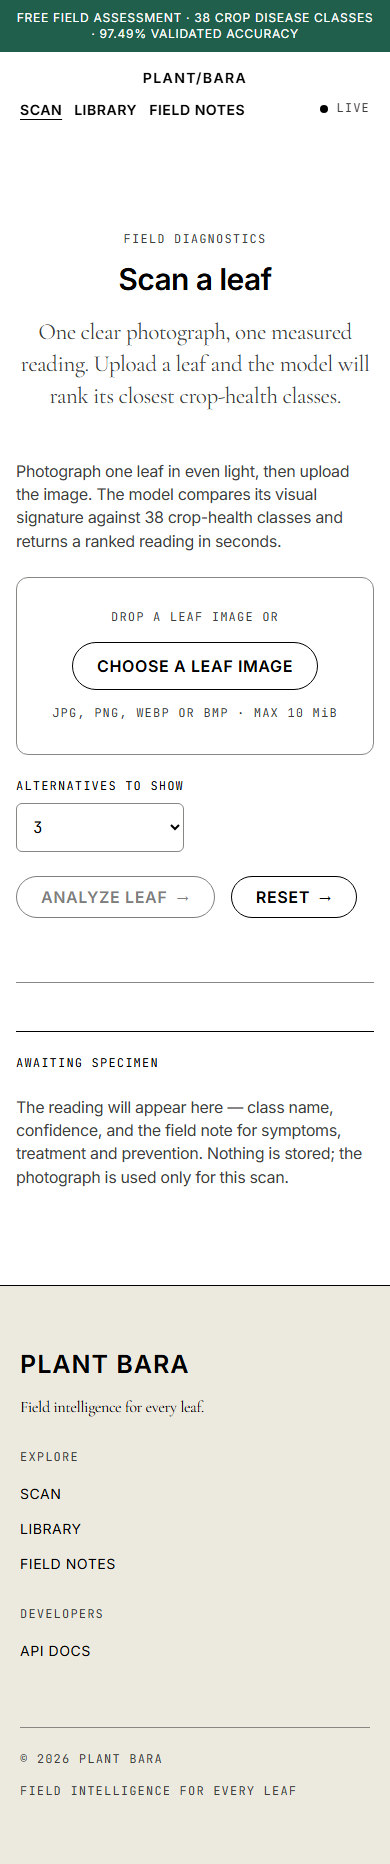 FREE FIELD ASSESSMENT · 38 CROP DISEASE CLASSES
· 97.49% VALIDATED ACCURACY
PLANT/BARA
SCAN LIBRARY FIELD NOTES
LIVE
FIELD DIAGNOSTICS
Scan a leaf
One clear photograph, one measured
reading. Upload a leaf and the model will
rank its closest crop-health classes.
Photograph one leaf in even light, then upload
the image. The model compares its visual
signature against 38 crop-health classes and
returns a ranked reading in seconds.
DROP A LEAF IMAGE OR
CHOOSE A LEAF IMAGE
JPG, PNG, WEBP OR BMP · MAX 10 MiB
ALTERNATIVES TO SHOW
3
ANALYZE LEAF →
RESET →
AWAITING SPECIMEN
The reading will appear here — class name,
confidence, and the field note for symptoms,
treatment and prevention. Nothing is stored; the
photograph is used only for this scan.
PLANT BARA
Field intelligence for every leaf.
EXPLORE
SCAN
LIBRARY
FIELD NOTES
DEVELOPERS
API DOCS
© 2026 PLANT BARA
FIELD INTELLIGENCE FOR EVERY LEAF